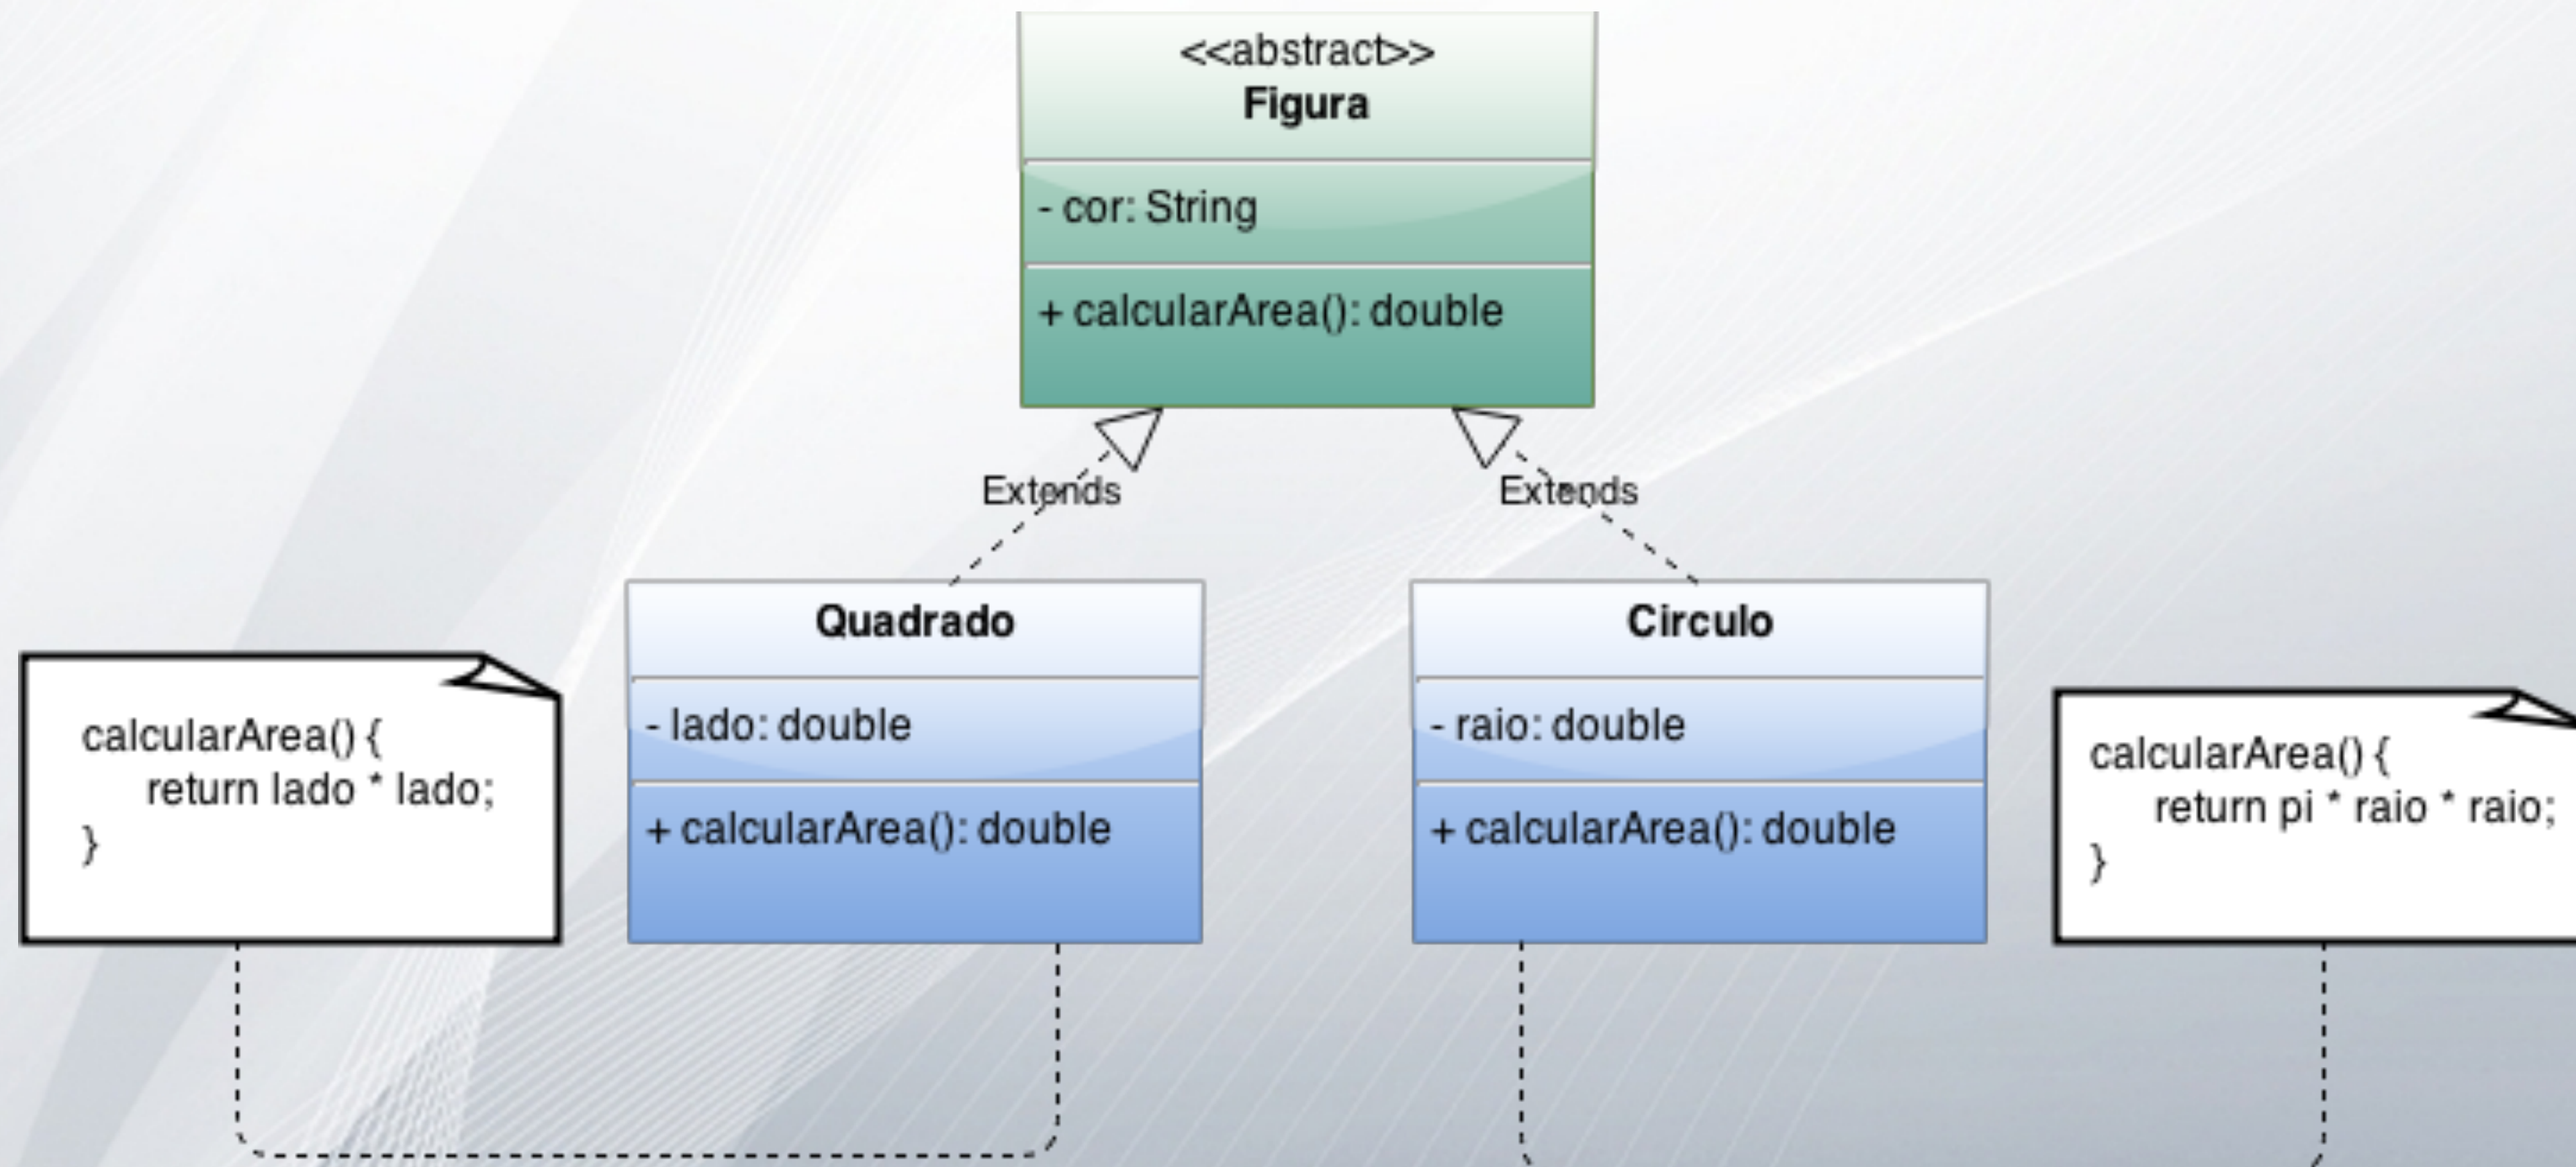 <<abstract>>
Figura
- cor: String
+ calcularArea(): double
Extends
Extends
calcularArea() {
return lado * lado;
}
Quadrado
- lado: double
+ calcularArea(): double
Circulo
- raio: double
+ calcularArea(): double
calcularArea() {
return pi * raio * raio;
}